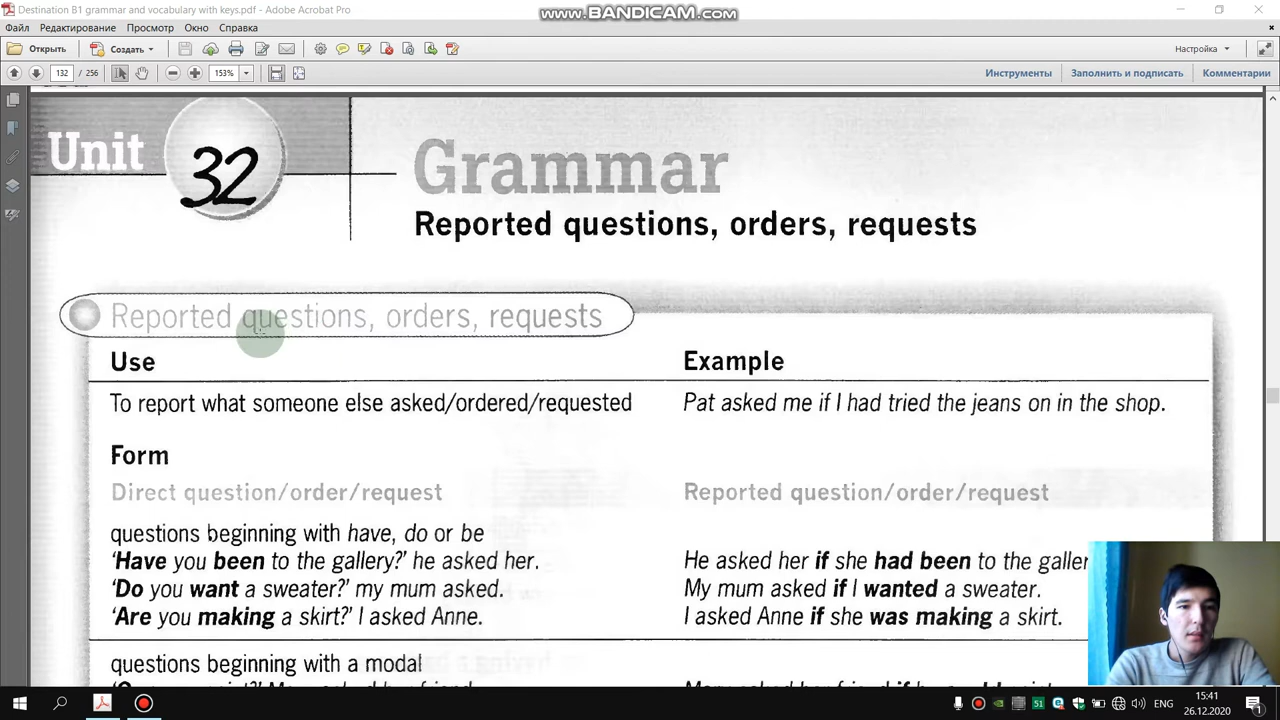 Destination B1 grammar and vocabulary with keys.pdf - Adobe Acrobat Pro
www.BANDICAM.com
Файл Редактирование Просмотр Окно Справка
Открыть Создать Настройка
132 / 256 153% Инструменты Заполнить и подписать Комментарии
Unit 32 Grammar
Reported questions, orders, requests
Reported questions, orders, requests
Use Example
To report what someone else asked/ordered/requested Pat asked me if I had tried the jeans on in the shop.
Form
Direct question/order/request Reported question/order/request
questions beginning with have, do or be
'Have you been to the gallery?' he asked her. He asked her if she had been to the galler
'Do you want a sweater?' my mum asked. My mum asked if I wanted a sweater.
'Are you making a skirt?' I asked Anne. I asked Anne if she was making a skirt.
questions beginning with a modal
51 ENG 15:41
26.12.2020